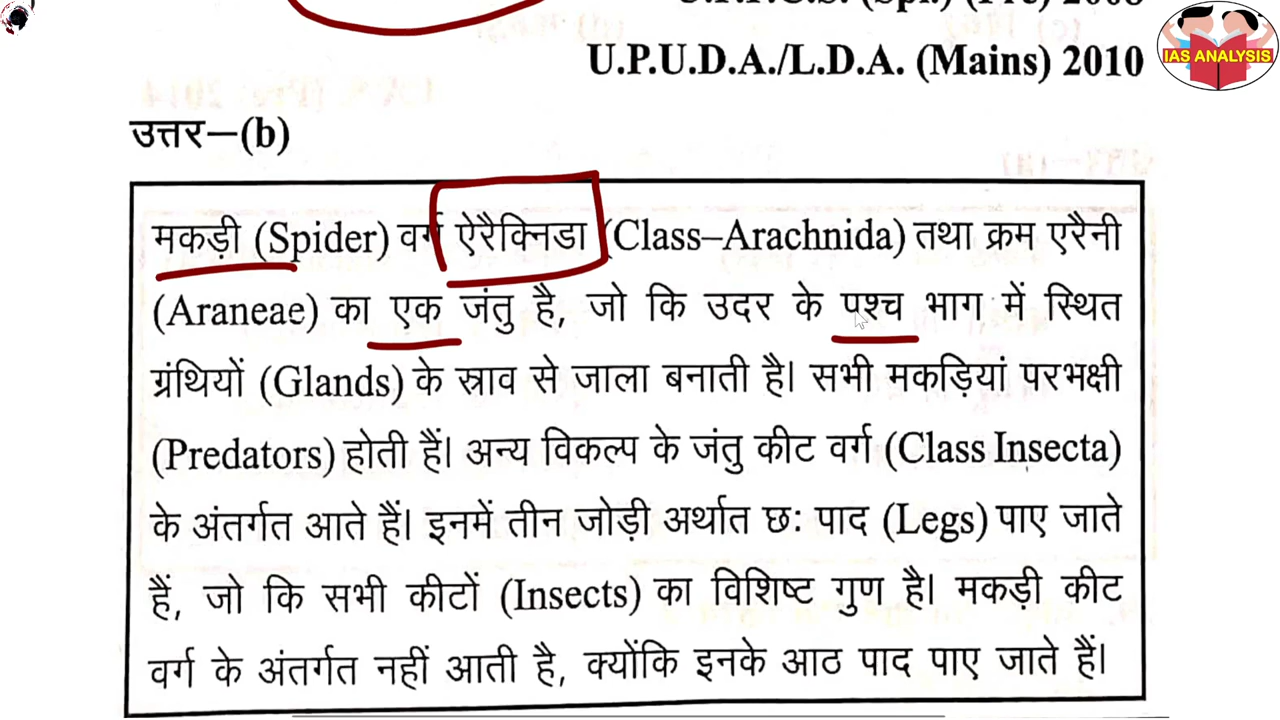 U.P.U.D.A./L.D.A. (Mains) 2010
IAS ANALYSIS
उत्तर–(b)
मकड़ी (Spider) वर्ग ऐरैक्निडा (Class–Arachnida) तथा क्रम एरैनी
(Araneae) का एक जंतु है, जो कि उदर के पश्च भाग में स्थित
ग्रंथियों (Glands) के स्राव से जाला बनाती है। सभी मकड़ियां परभक्षी
(Predators) होती हैं। अन्य विकल्प के जंतु कीट वर्ग (Class Insecta)
के अंतर्गत आते हैं। इनमें तीन जोड़ी अर्थात छः पाद (Legs) पाए जाते
हैं, जो कि सभी कीटों (Insects) का विशिष्ट गुण है। मकड़ी कीट
वर्ग के अंतर्गत नहीं आती है, क्योंकि इनके आठ पाद पाए जाते हैं।